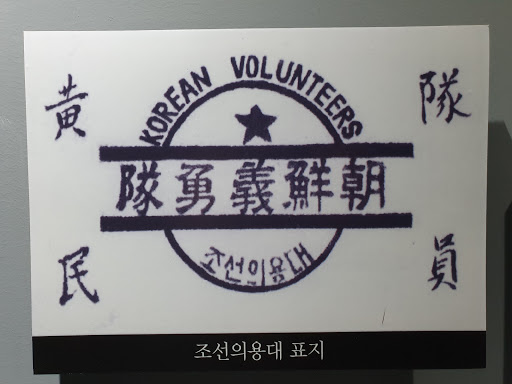 黄 隊
KOREAN VOLUNTEERS
隊勇義鮮朝
조선의용대
民 員
조선의용대 표지